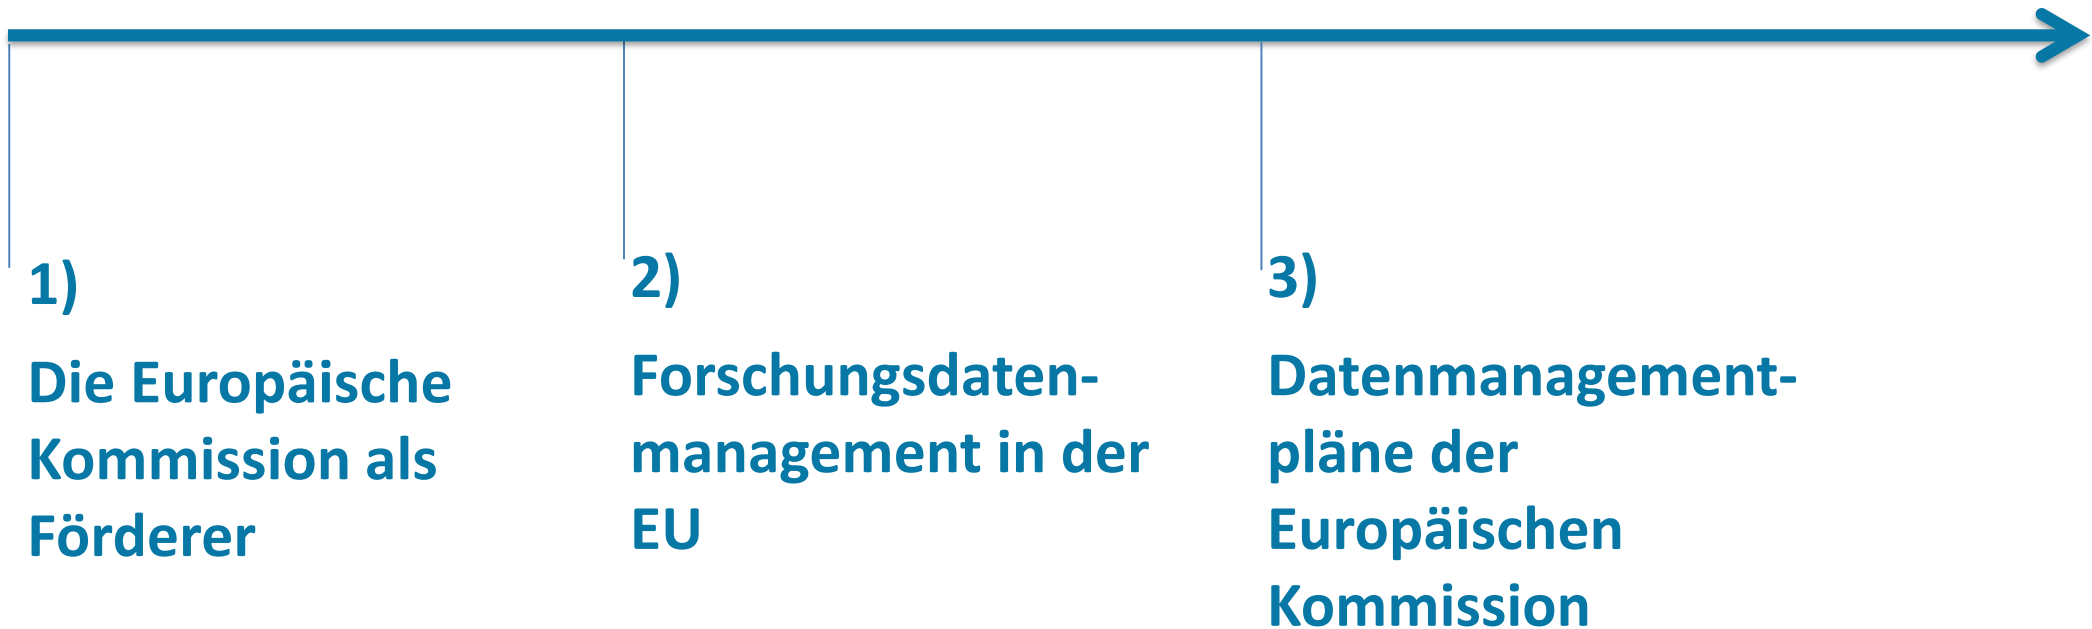 1)
Die Europäische
Kommission als
Förderer
2)
Forschungsdaten-
management in der
EU
3)
Datenmanagement-
pläne der
Europäischen
Kommission